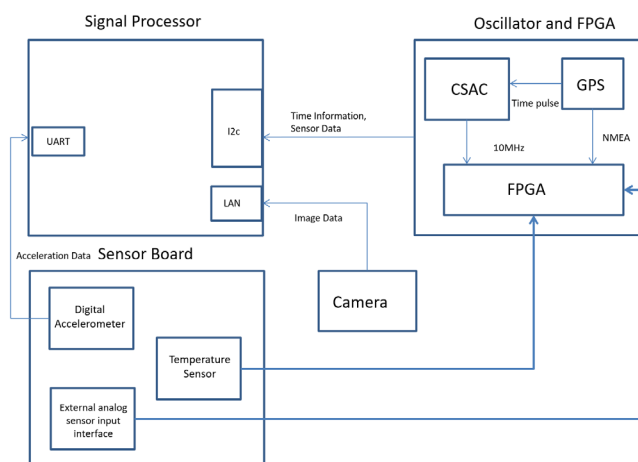 Signal Processor
Oscillator and FPGA
CSAC
GPS
Time pulse
I2c
Time Information,
Sensor Data
UART
10MHz
NMEA
FPGA
LAN
Image Data
Acceleration Data
Sensor Board
Camera
Digital
Accelerometer
Temperature
Sensor
External analog
sensor input
interface